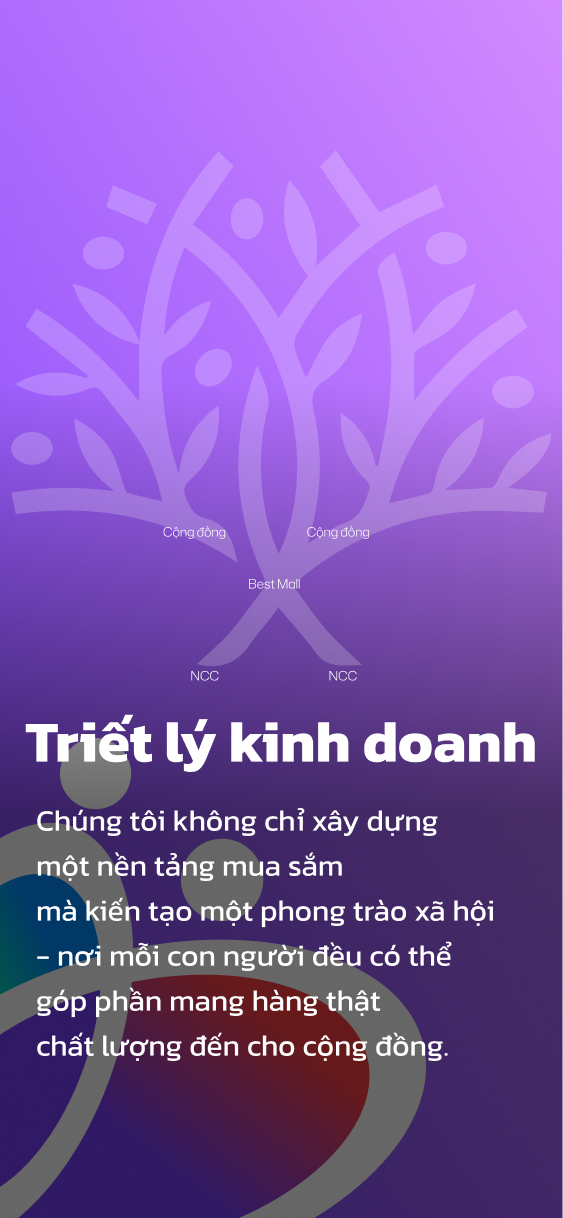 Cộng đồng
Cộng đồng
Best Mall
NCC
NCC
Triết lý kinh doanh
Chúng tôi không chỉ xây dựng
một nền tảng mua sắm
mà kiến tạo một phong trào xã hội
– nơi mỗi con người đều có thể
góp phần mang hàng thật
chất lượng đến cho cộng đồng.